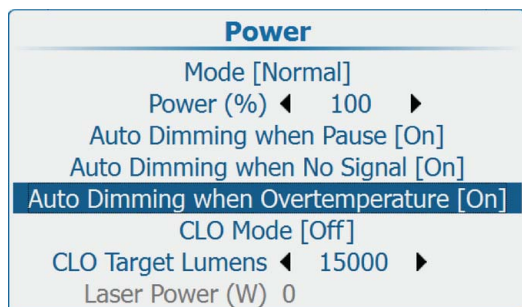 Power
Mode [Normal]
Power (%) 100
Auto Dimming when Pause [On]
Auto Dimming when No Signal [On]
Auto Dimming when Overtemperature [On]
CLO Mode [Off]
CLO Target Lumens 15000
Laser Power (W) 0